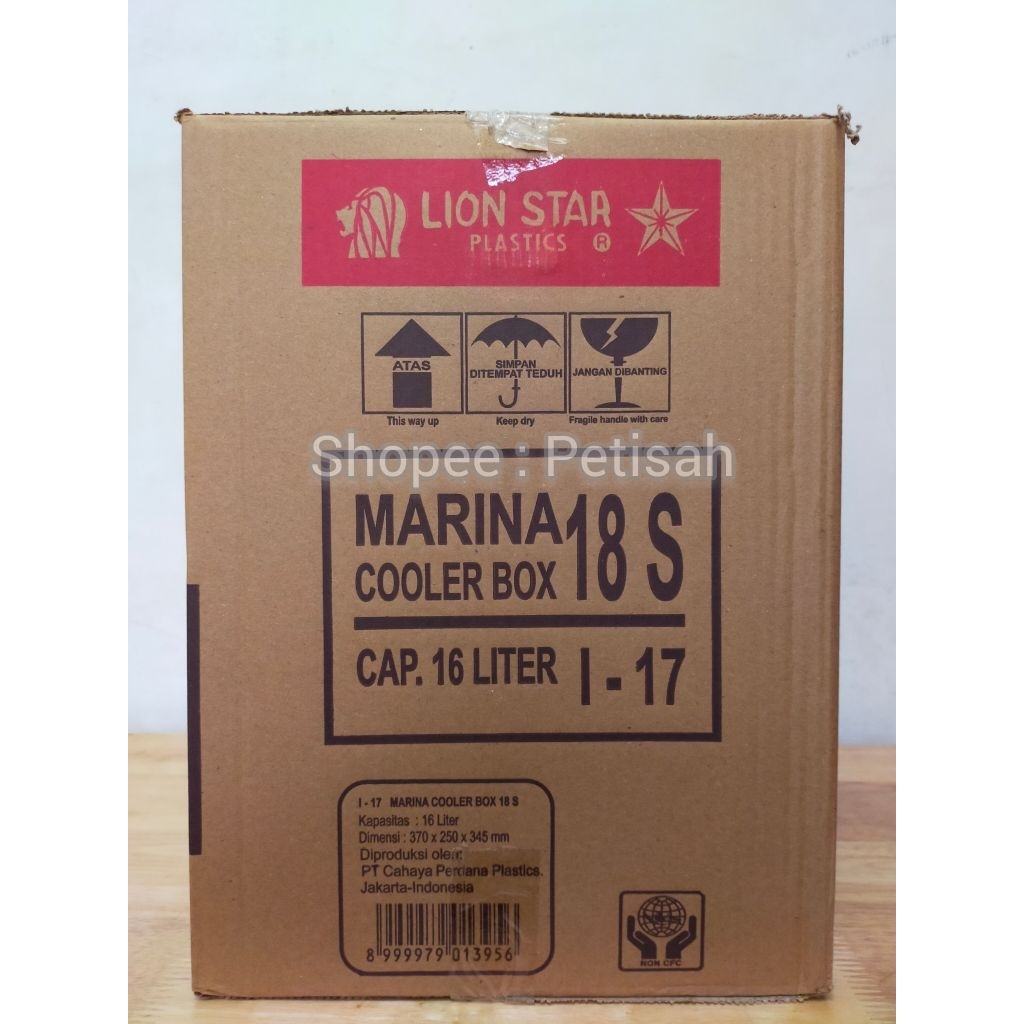 LION STAR
PLASTICS ®
ATAS
SIMPAN
DITEMPAT TEDUH
JANGAN DIBANTING
This way up
Keep dry
Fragile handle with care
Shopee : Petisah
MARINA 18 S
COOLER BOX
CAP. 16 LITER I - 17
I - 17 MARINA COOLER BOX 18 S
Kapasitas : 16 Liter
Dimensi : 370 x 250 x 345 mm
Diproduksi oleh:
PT Cahaya Perdana Plastics.
Jakarta-Indonesia
8 999979 013956
NON CFC